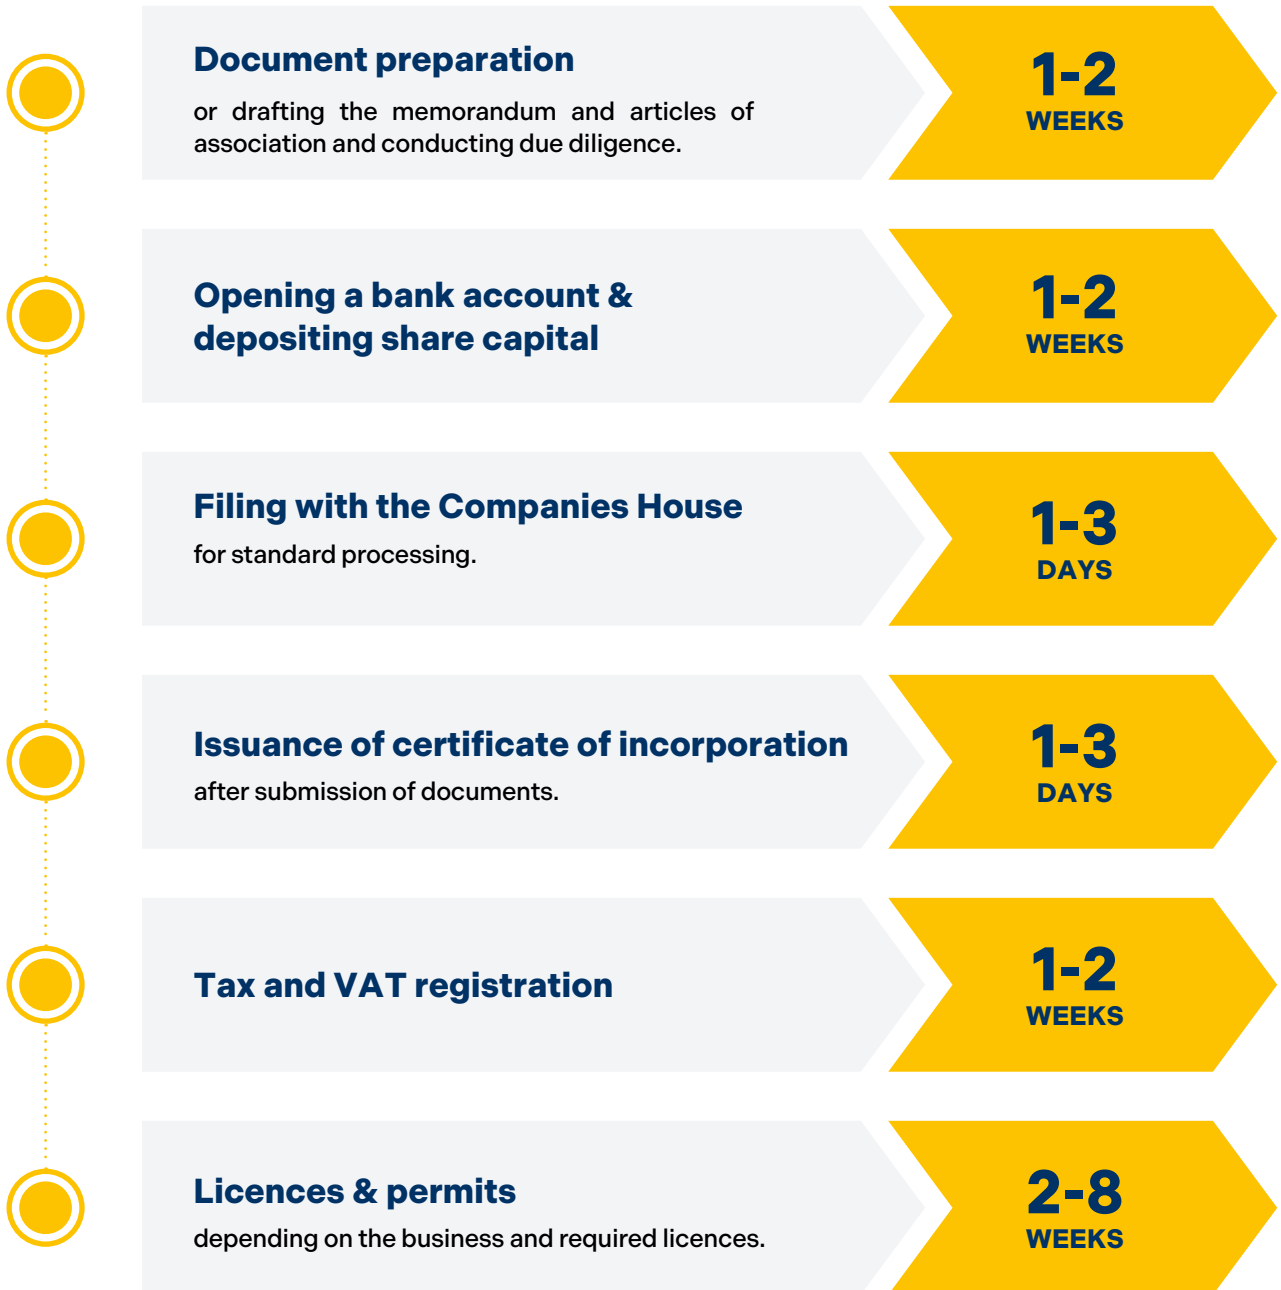 Document preparation
or drafting the memorandum and articles of
association and conducting due diligence.
1-2
WEEKS
Opening a bank account &
depositing share capital
1-2
WEEKS
Filing with the Companies House
for standard processing.
1-3
DAYS
Issuance of certificate of incorporation
after submission of documents.
1-3
DAYS
Tax and VAT registration
1-2
WEEKS
Licences & permits
depending on the business and required licences.
2-8
WEEKS